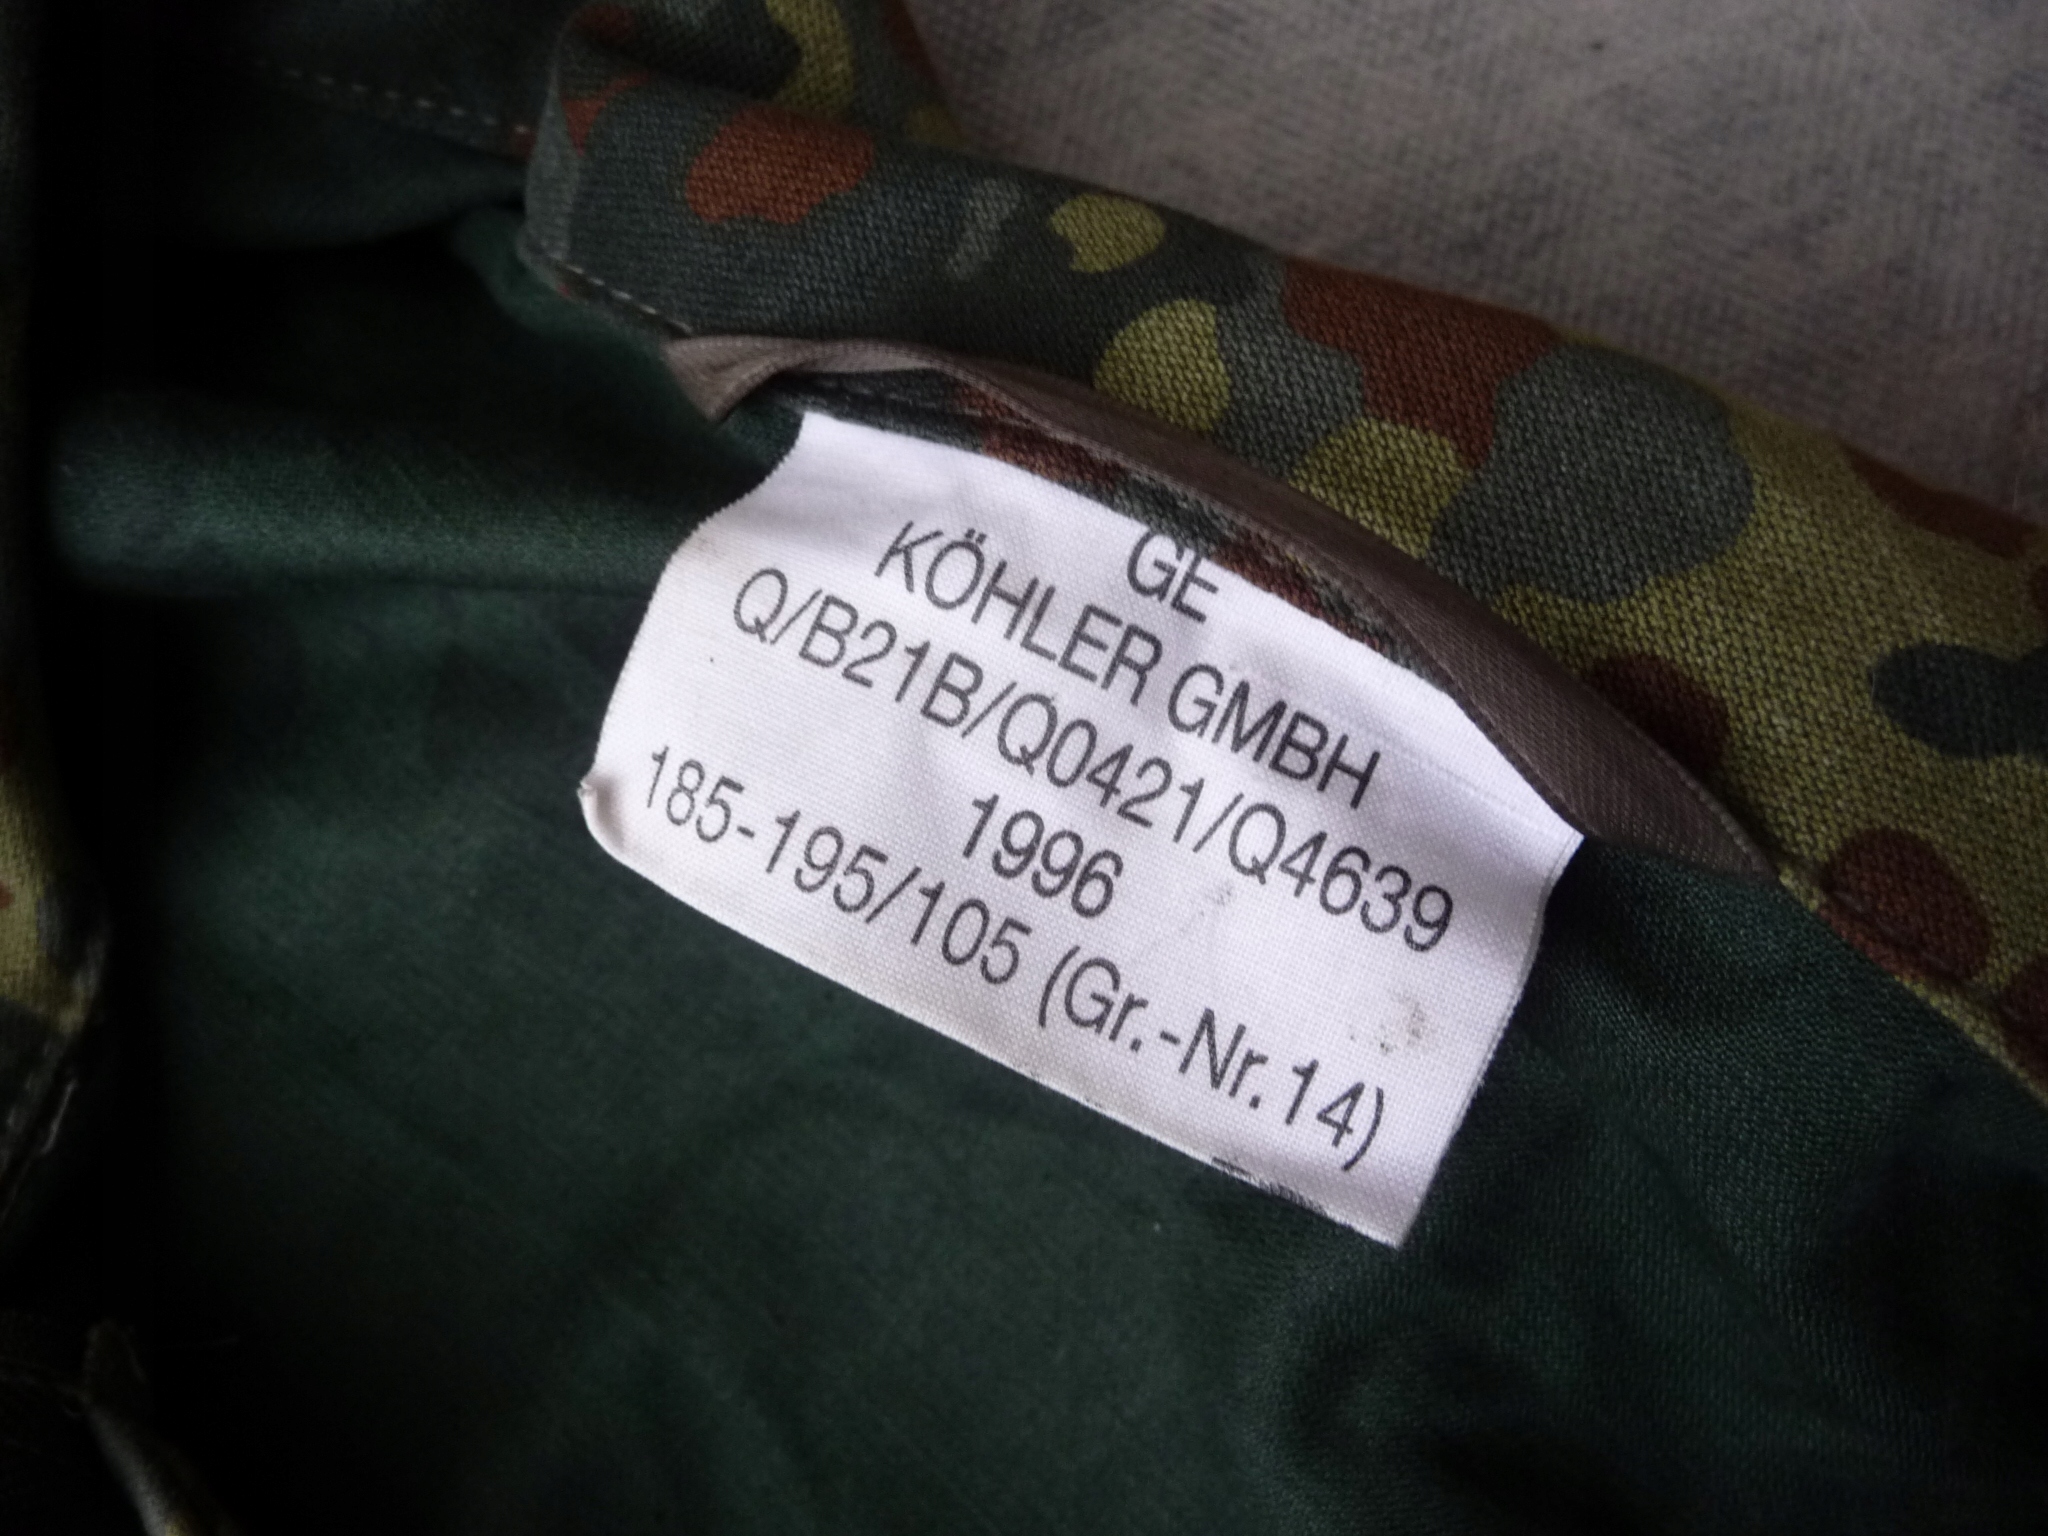 GE
KÖHLER GMBH
Q/B21B/Q0421/Q4639
1996
185-195/105 (Gr.-Nr.14)